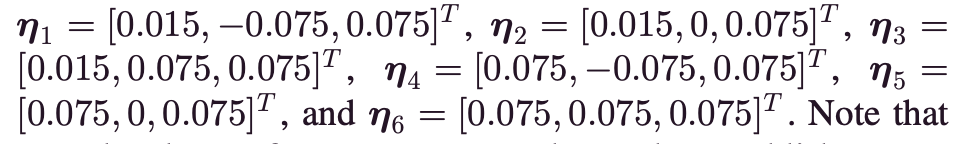 η₁ = [0.015, −0.075, 0.075]ᵀ, η₂ = [0.015, 0, 0.075]ᵀ, η₃ =
[0.015, 0.075, 0.075]ᵀ, η₄ = [0.075, −0.075, 0.075]ᵀ, η₅ =
[0.075, 0, 0.075]ᵀ, and η₆ = [0.075, 0.075, 0.075]ᵀ. Note that